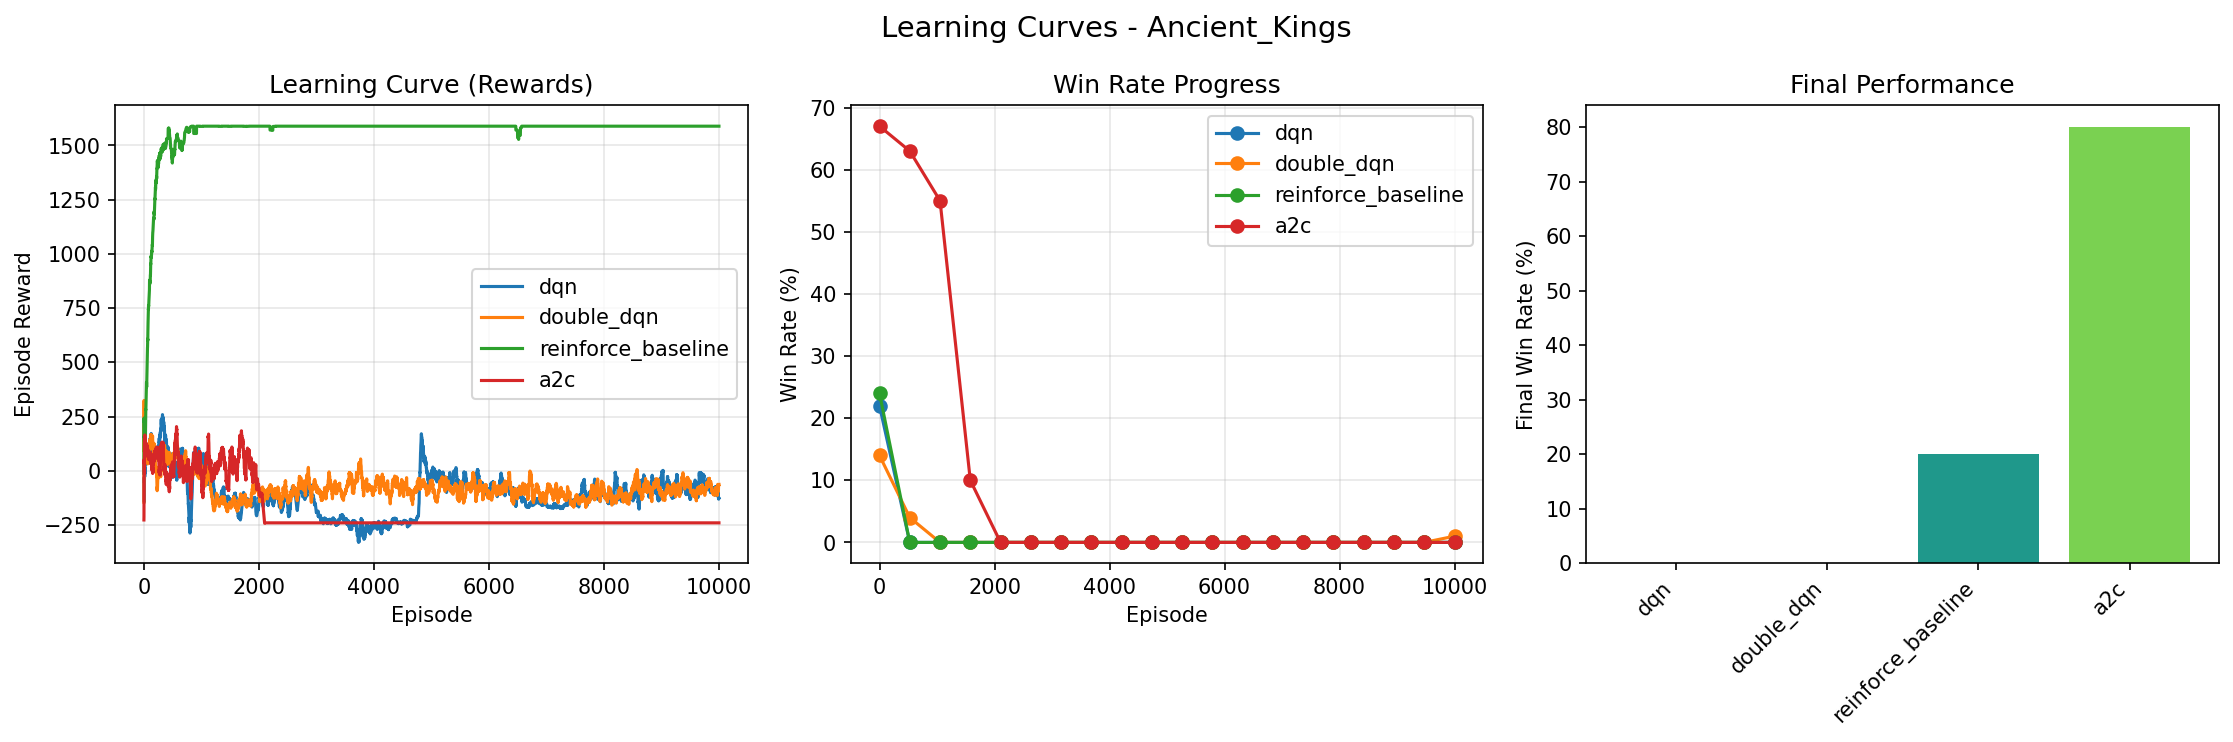 Learning Curves - Ancient_Kings
Learning Curve (Rewards)
Episode Reward
1500
1250
1000
750
500
250
0
−250
dqn
double_dqn
reinforce_baseline
a2c
0 2000 4000 6000 8000 10000
Episode
Win Rate Progress
Win Rate (%)
70
60
50
40
30
20
10
0
dqn
double_dqn
reinforce_baseline
a2c
0 2000 4000 6000 8000 10000
Episode
Final Performance
Final Win Rate (%)
80
70
60
50
40
30
20
10
0
dqn
double_dqn
reinforce_baseline
a2c